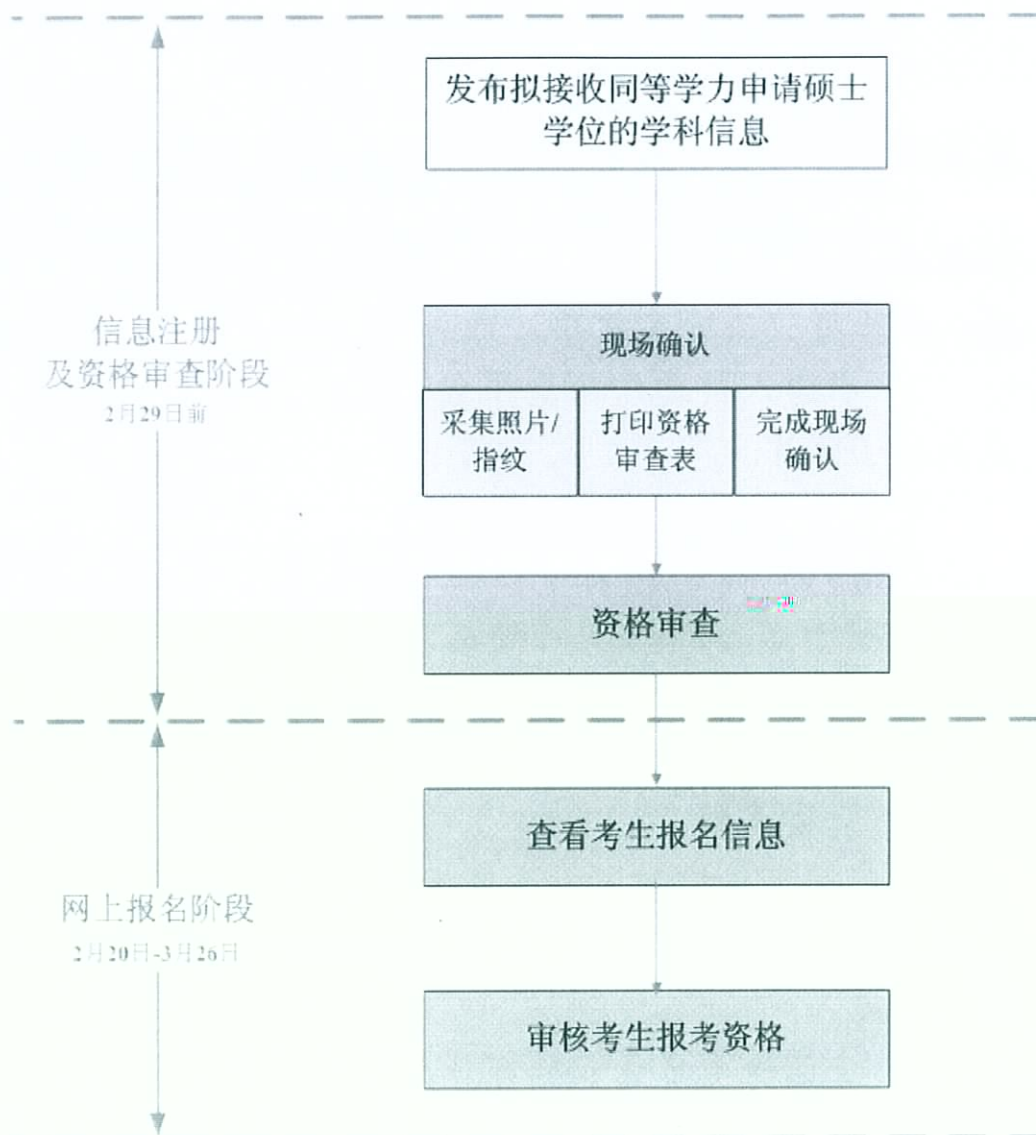 发布拟接收同等学力申请硕士
学位的学科信息
信息注册
及资格审查阶段
2月29日前
现场确认
采集照片/
指纹
打印资格
审查表
完成现场
确认
资格审查
查看考生报名信息
网上报名阶段
2月20日-3月26日
审核考生报考资格